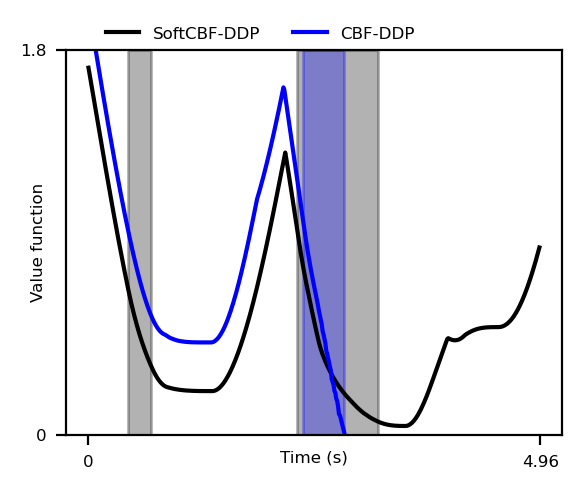 SoftCBF-DDP CBF-DDP
1.8
Value function
0
0 Time (s) 4.96